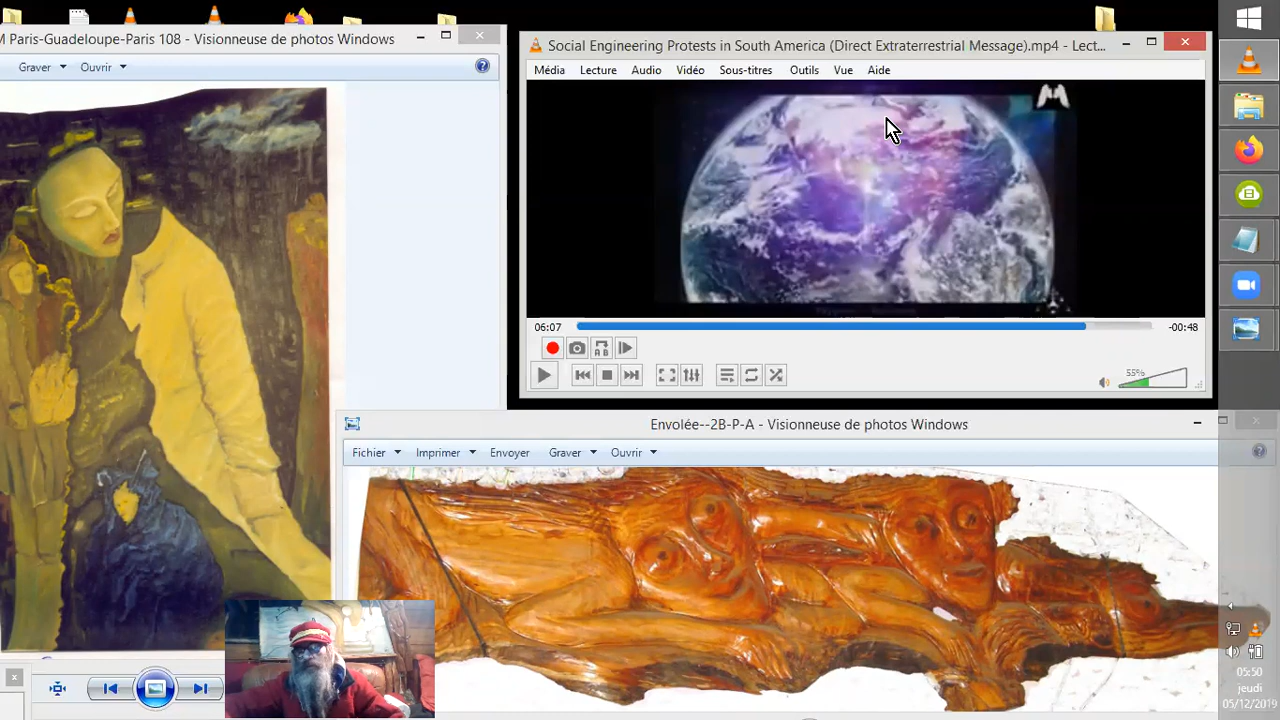 M Paris-Guadeloupe-Paris 108 - Visionneuse de photos Windows
Graver Ouvrir
Social Engineering Protests in South America (Direct Extraterrestrial Message).mp4 - Lect...
Média Lecture Audio Vidéo Sous-titres Outils Vue Aide
06:07 -00:48
55%
Envolée--2B-P-A - Visionneuse de photos Windows
Fichier Imprimer Envoyer Graver Ouvrir
05:50
jeudi
05/12/2019